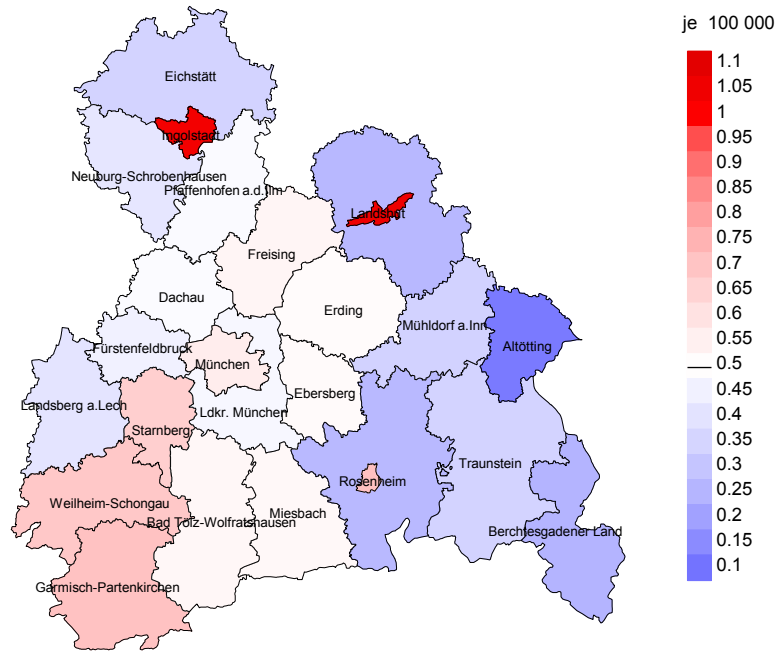 je 100 000
1.1
1.05
1
0.95
0.9
0.85
0.8
0.75
0.7
0.65
0.6
0.55
0.5
0.45
0.4
0.35
0.3
0.25
0.2
0.15
0.1
Eichstätt
Ingolstadt
Neuburg-Schrobenhausen
Pfaffenhofen a.d.Ilm
Landshut
Freising
Dachau
Erding
Mühldorf a.Inn
Altötting
Fürstenfeldbruck
München
Ebersberg
Landsberg a.Lech
Ldkr. München
Starnberg
Traunstein
Rosenheim
Weilheim-Schongau
Miesbach
Bad Tölz-Wolfratshausen
Berchtesgadener Land
Garmisch-Partenkirchen